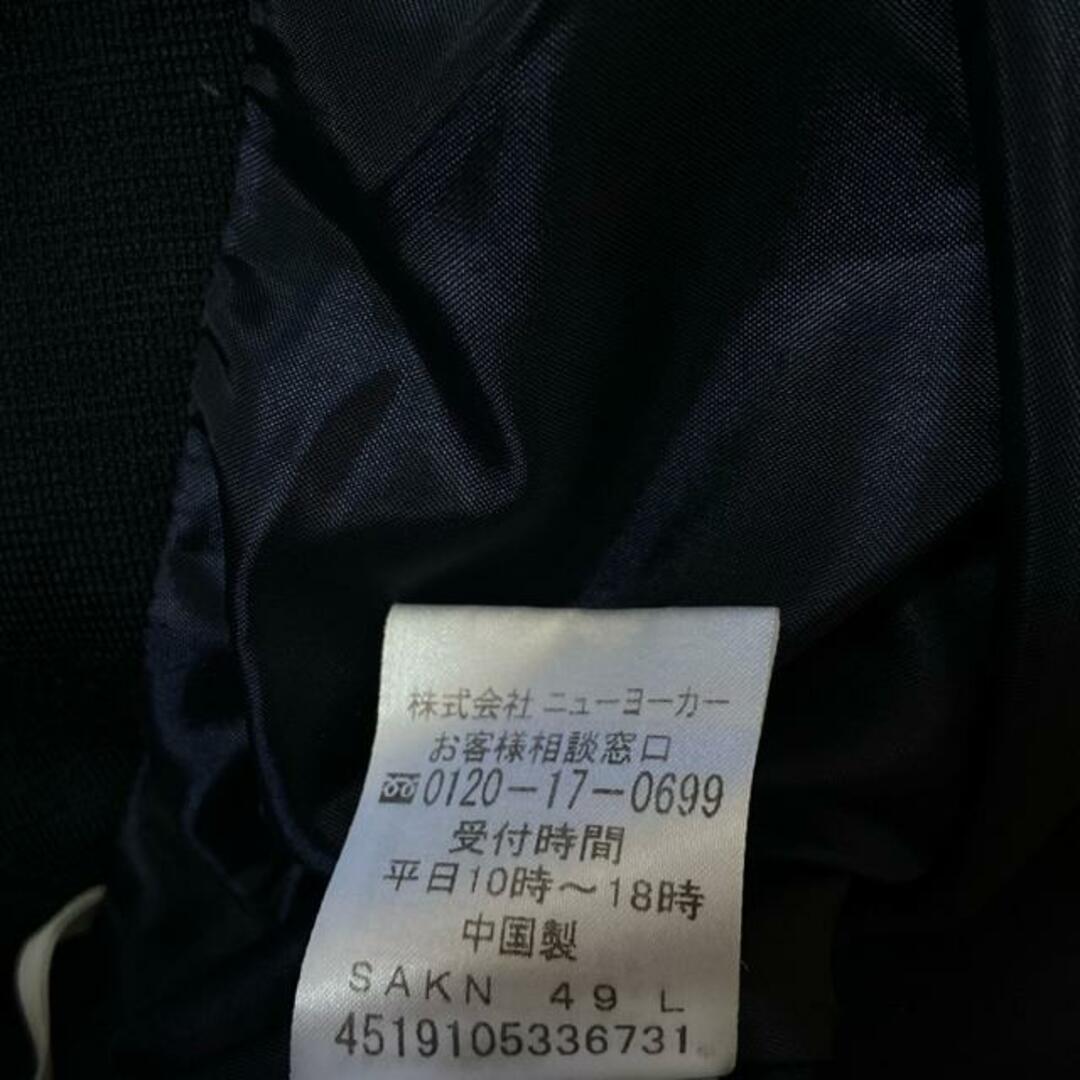 株式会社 ニューヨーカー
お客様相談窓口
0120-17-0699
受付時間
平日10時～18時
中国製
SAKN 49 L
4519105336731